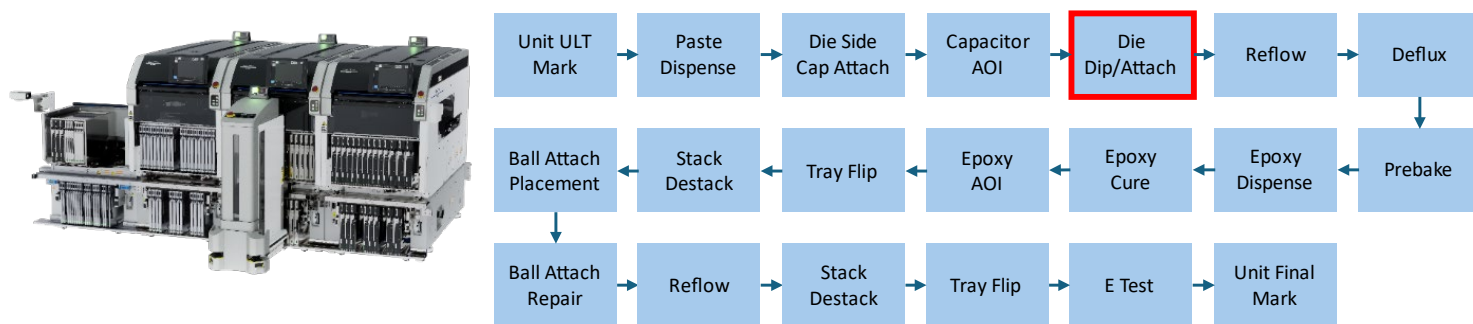 Unit ULT
Mark
Paste
Dispense
Die Side
Cap Attach
Capacitor
AOI
Die
Dip/Attach
Reflow
Deflux
Ball Attach
Placement
Stack
Destack
Tray Flip
Epoxy
AOI
Epoxy
Cure
Epoxy
Dispense
Prebake
Ball Attach
Repair
Reflow
Stack
Destack
Tray Flip
E Test
Unit Final
Mark